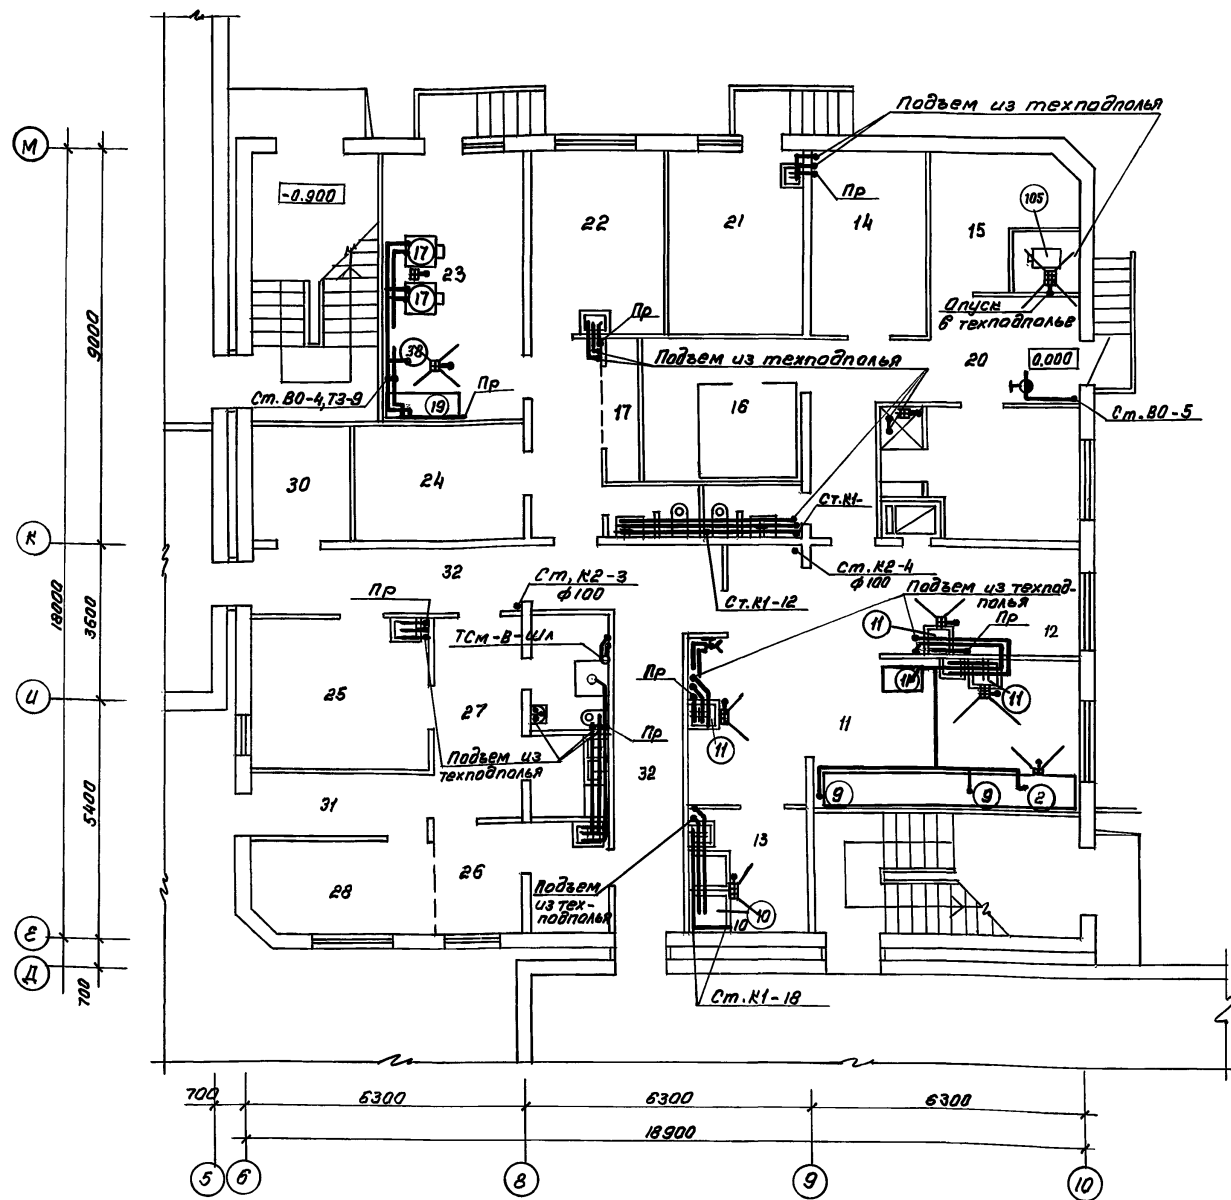 Подъем из техподполья
М
-0.900
Пр
105
22
21
14
15
17
23
17
Опуск
в техподполье
9000
Пр
38
Подъем из техподполья
20
0,000
Ст. В0-4, Т3-9
19
Пр
17
16
Ст. В0-5
30
24
Ст.К1-
К
32
Ст. К2-3
ф100
Ст. К2-4
ф100
18000
3600
Пр
Ст.К1-12
Подъем из техпод-
полья
11
Пр
12
ТСм-В-Шл
И
25
27
Пр
11
11
11
11
Пр
Подъем из
техподполья
32
31
9
9
2
5400
13
28
26
Подъем
из тех-
подполья
10
10
Е
Д
700
Ст. К1-18
700
6300
6300
6300
18900
5
6
8
9
10